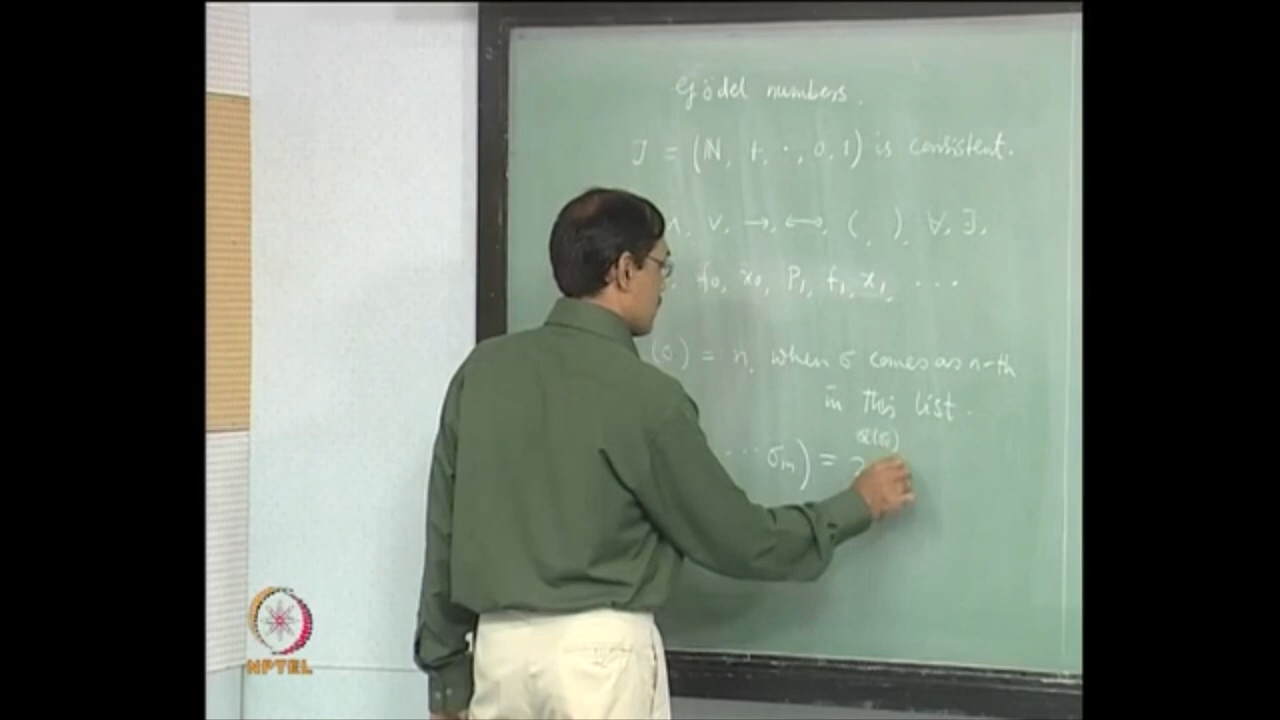 Gödel numbers.
J = (ℕ, +, ·, 0, 1) is consistent.
∧, ∨, →, ↔, ( , ), ∀, ∃,
f₀, x₀, P₁, f₁, x₁, ...
(σ) = n, when σ comes as n-th
in this list.
... σₘ) = 2
NPTEL